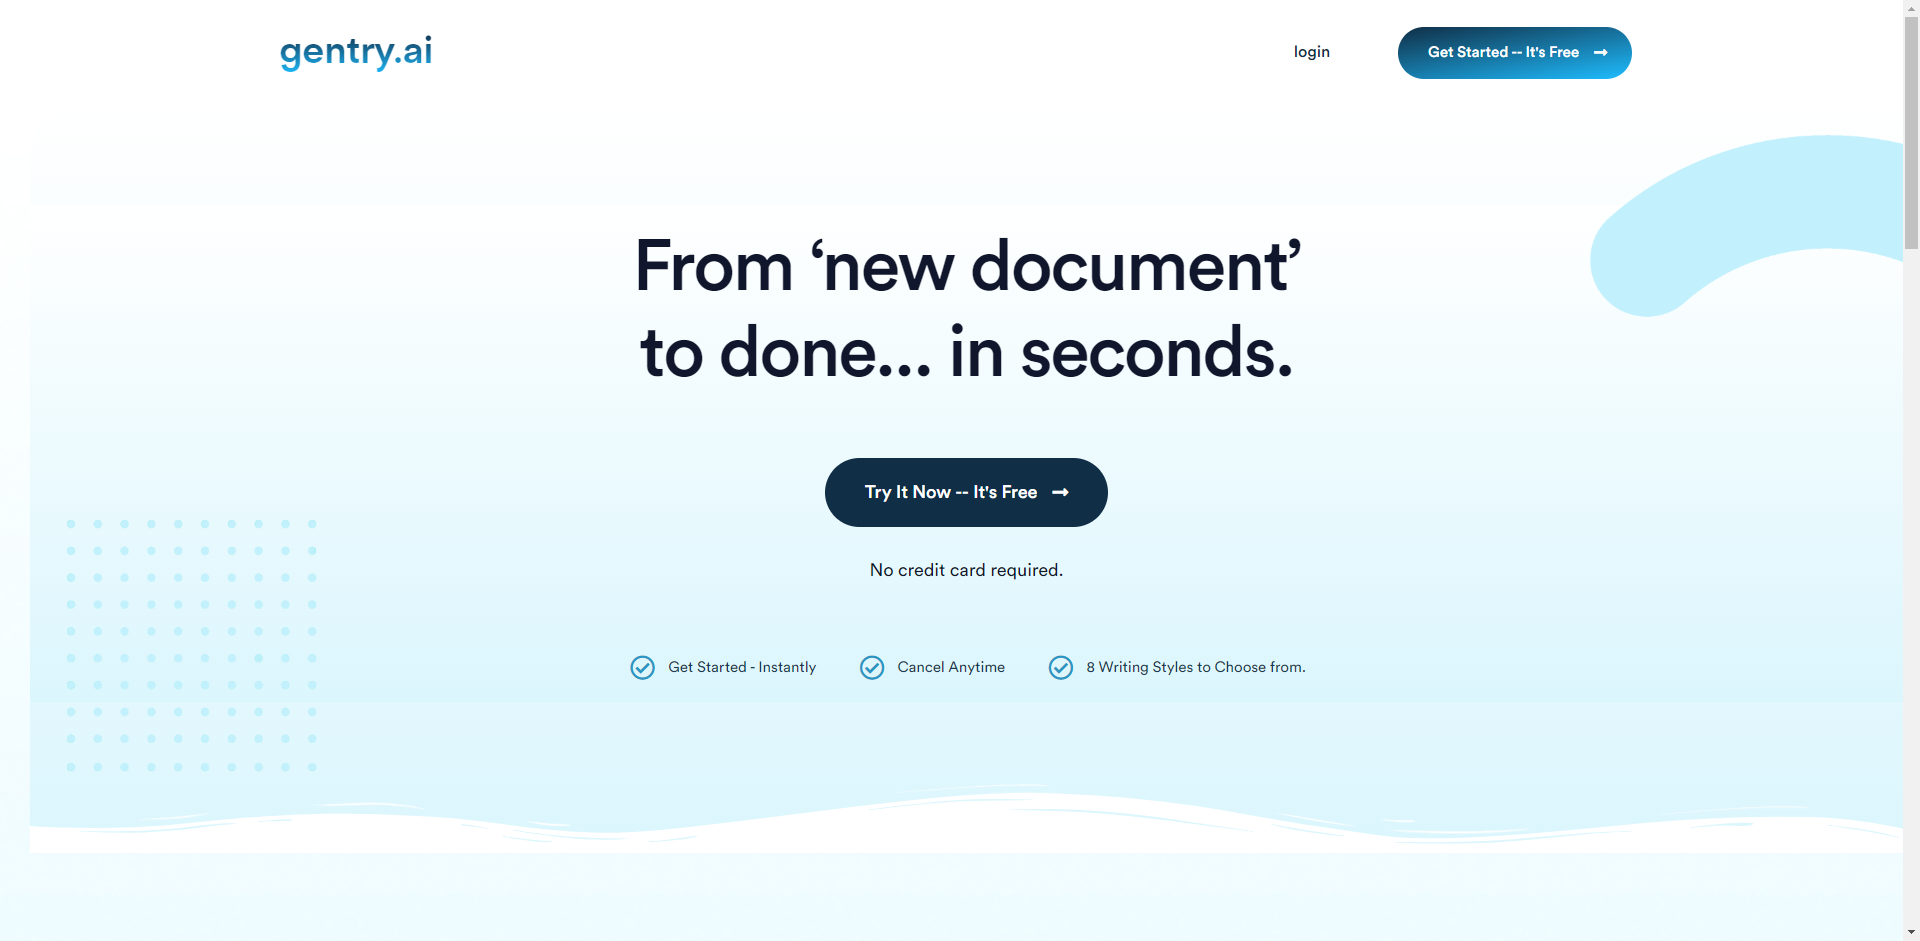 gentry.ai
login
Get Started -- It's Free
From ‘new document’
to done... in seconds.
Try It Now -- It's Free
No credit card required.
Get Started - Instantly
Cancel Anytime
8 Writing Styles to Choose from.